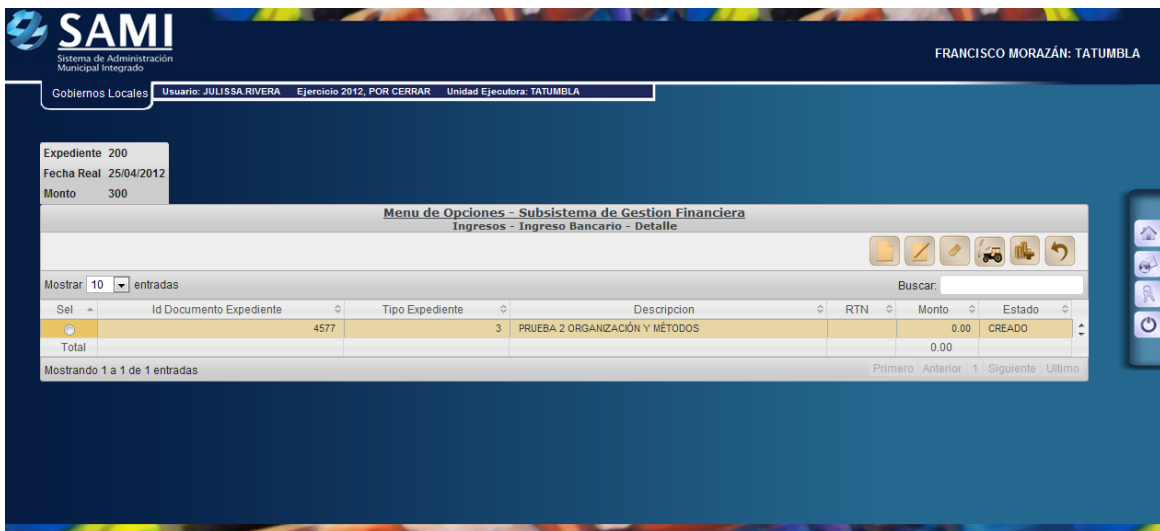 SAMI
Sistema de Administración
Municipal Integrado
FRANCISCO MORAZÁN: TATUMBLA
Gobiernos Locales
Usuario: JULISSA.RIVERA Ejercicio 2012, POR CERRAR Unidad Ejecutora: TATUMBLA
Expediente 200
Fecha Real 25/04/2012
Monto 300
Menu de Opciones - Subsistema de Gestion Financiera
Ingresos - Ingreso Bancario - Detalle
Mostrar 10 entradas Buscar:
Sel Id Documento Expediente Tipo Expediente Descripcion RTN Monto Estado
4577 3 PRUEBA 2 ORGANIZACIÓN Y MÉTODOS 0.00 CREADO
Total 0.00
Mostrando 1 a 1 de 1 entradas Primero Anterior 1 Siguiente Ultimo